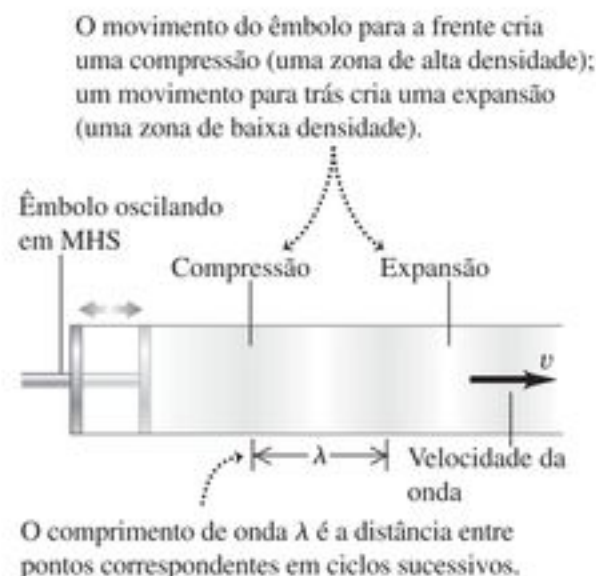 O movimento do êmbolo para a frente cria
uma compressão (uma zona de alta densidade);
um movimento para trás cria uma expansão
(uma zona de baixa densidade).
Êmbolo oscilando
em MHS
Compressão
Expansão
v
λ
Velocidade da
onda
O comprimento de onda λ é a distância entre
pontos correspondentes em ciclos sucessivos.